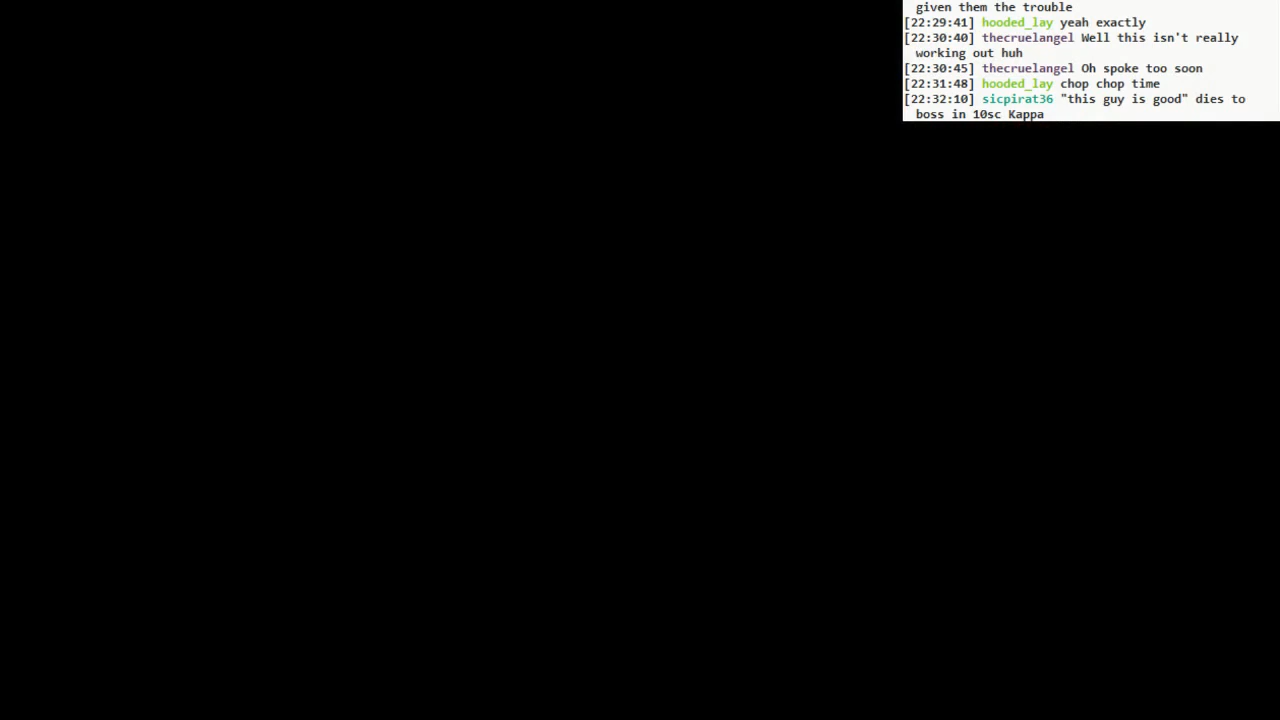 given them the trouble
[22:29:41] hooded_lay yeah exactly
[22:30:40] thecruelangel Well this isn't really
working out huh
[22:30:45] thecruelangel Oh spoke too soon
[22:31:48] hooded_lay chop chop time
[22:32:10] sicpirat36 "this guy is good" dies to
boss in 10sc Kappa